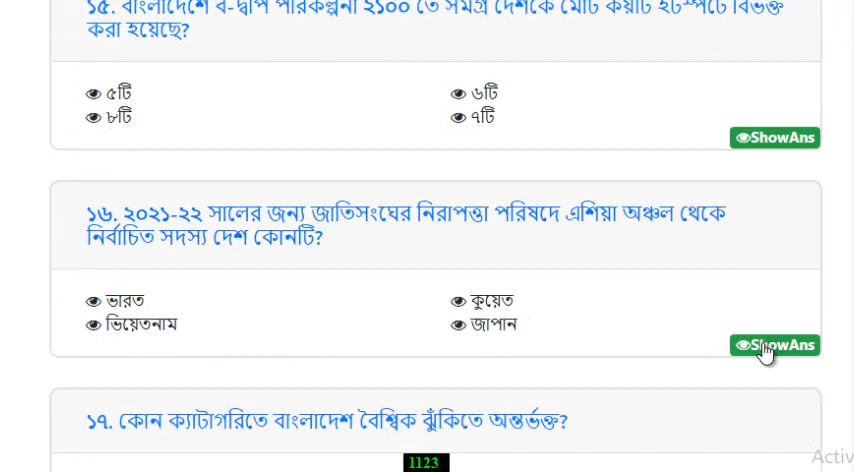 ১৫. বাংলাদেশে ব-দ্বীপ পরিকল্পনা ২১০০ তে সমগ্র দেশকে মোট কয়টি হটস্পটে বিভক্ত
করা হয়েছে?
৫টি
৬টি
৮টি
৭টি
ShowAns
১৬. ২০২১-২২ সালের জন্য জাতিসংঘের নিরাপত্তা পরিষদে এশিয়া অঞ্চল থেকে
নির্বাচিত সদস্য দেশ কোনটি?
ভারত
কুয়েত
ভিয়েতনাম
জাপান
ShowAns
১৭. কোন ক্যাটাগরিতে বাংলাদেশ বৈশ্বিক ঝুঁকিতে অন্তর্ভক্ত?
1123
Activ